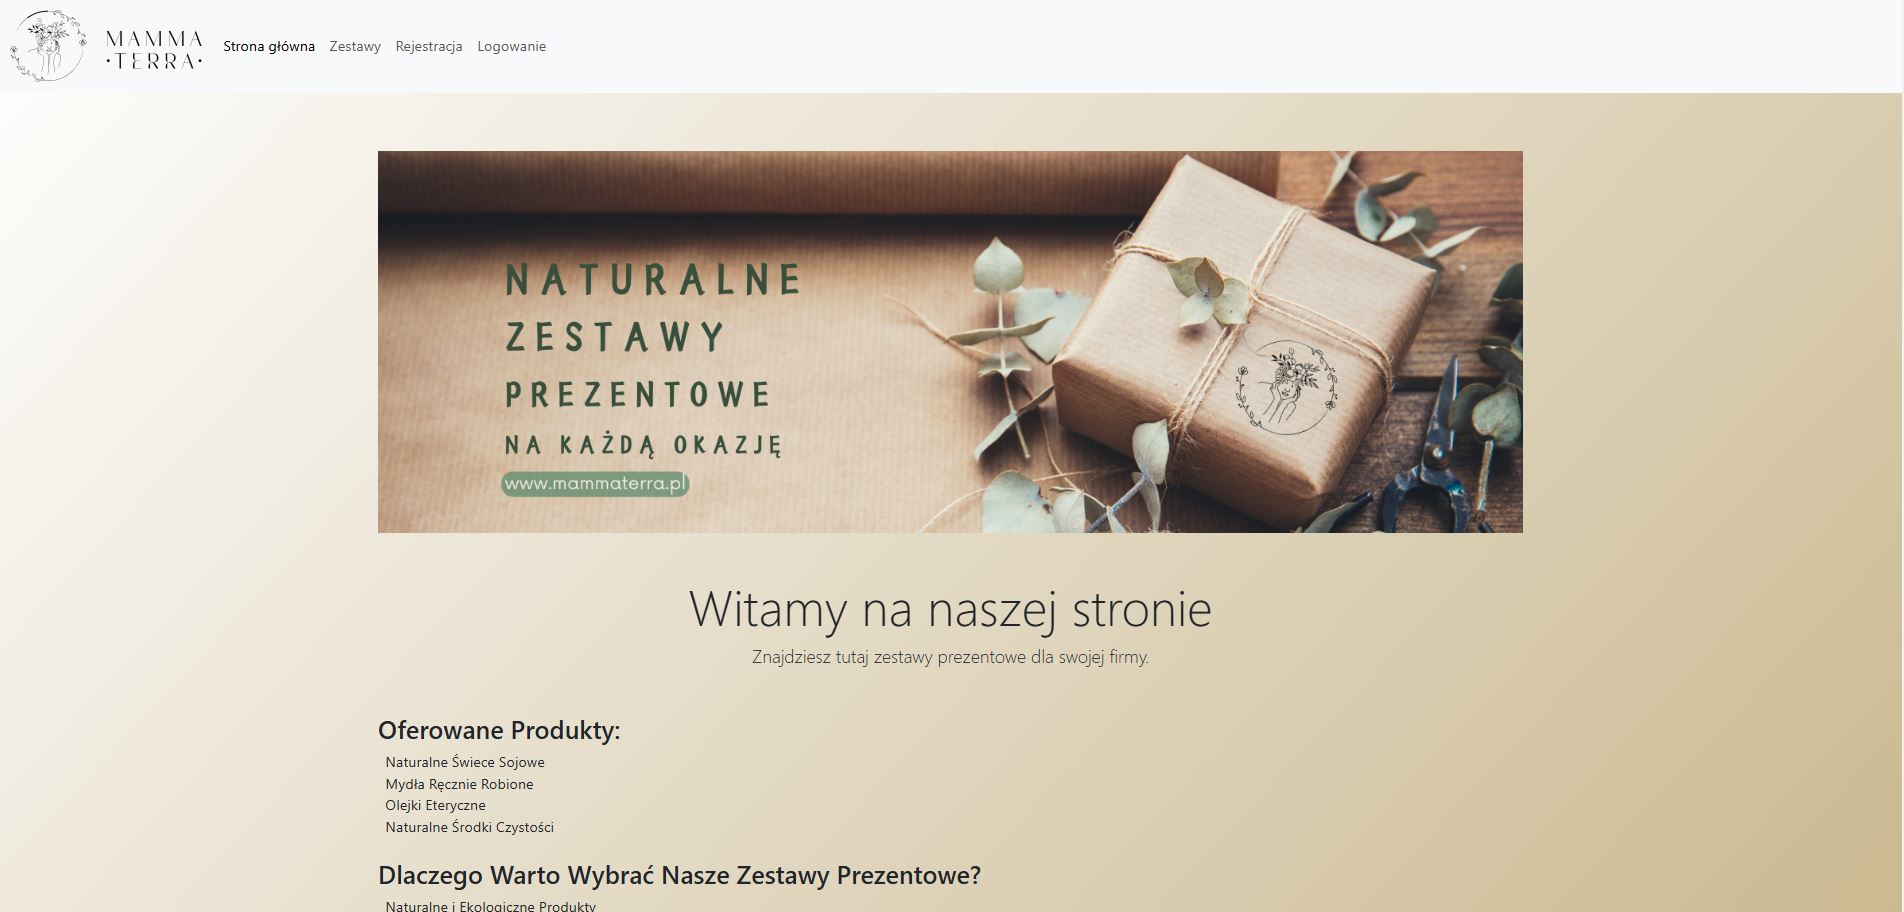 MAMMA
•TERRA•
Strona główna Zestawy Rejestracja Logowanie
NATURALNE
ZESTAWY
PREZENTOWE
NA KAŻDĄ OKAZJĘ
www.mammaterra.pl
Witamy na naszej stronie
Znajdziesz tutaj zestawy prezentowe dla swojej firmy.
Oferowane Produkty:
Naturalne Świece Sojowe
Mydła Ręcznie Robione
Olejki Eteryczne
Naturalne Środki Czystości
Dlaczego Warto Wybrać Nasze Zestawy Prezentowe?
Naturalne i Ekologiczne Produkty